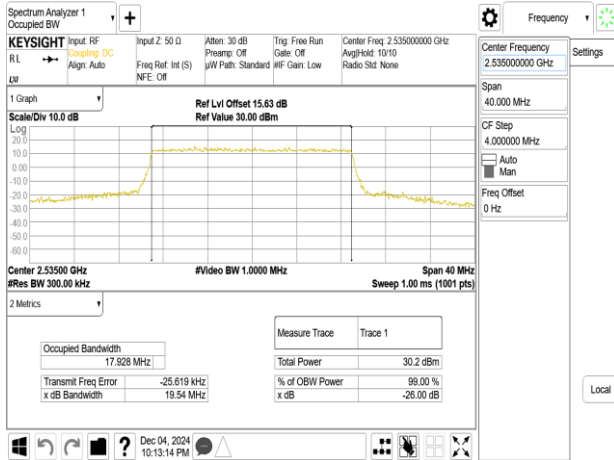 Spectrum Analyzer 1
Occupied BW
Frequency
KEYSIGHT
RL
LXI
Input: RF
Coupling: DC
Align: Auto
Input Z: 50 Ω
Freq Ref: Int (S)
NFE: Off
Atten: 30 dB
Preamp: Off
µW Path: Standard
Trig: Free Run
Gate: Off
#IF Gain: Low
Center Freq: 2.535000000 GHz
Avg|Hold: 10/10
Radio Std: None
Center Frequency
2.535000000 GHz
Settings
Span
40.000 MHz
CF Step
4.000000 MHz
Auto
Man
Freq Offset
0 Hz
Local
1 Graph
Scale/Div 10.0 dB
Ref Lvl Offset 15.63 dB
Ref Value 30.00 dBm
Log
20.0
10.0
0.00
-10.0
-20.0
-30.0
-40.0
-50.0
-60.0
Center 2.53500 GHz
#Res BW 300.00 kHz
#Video BW 1.0000 MHz
Span 40 MHz
Sweep 1.00 ms (1001 pts)
2 Metrics
Measure Trace Trace 1
Occupied Bandwidth
17.928 MHz
Total Power 30.2 dBm
Transmit Freq Error -25.619 kHz
% of OBW Power 99.00 %
x dB Bandwidth 19.54 MHz
x dB -26.00 dB
?
Dec 04, 2024
10:13:14 PM